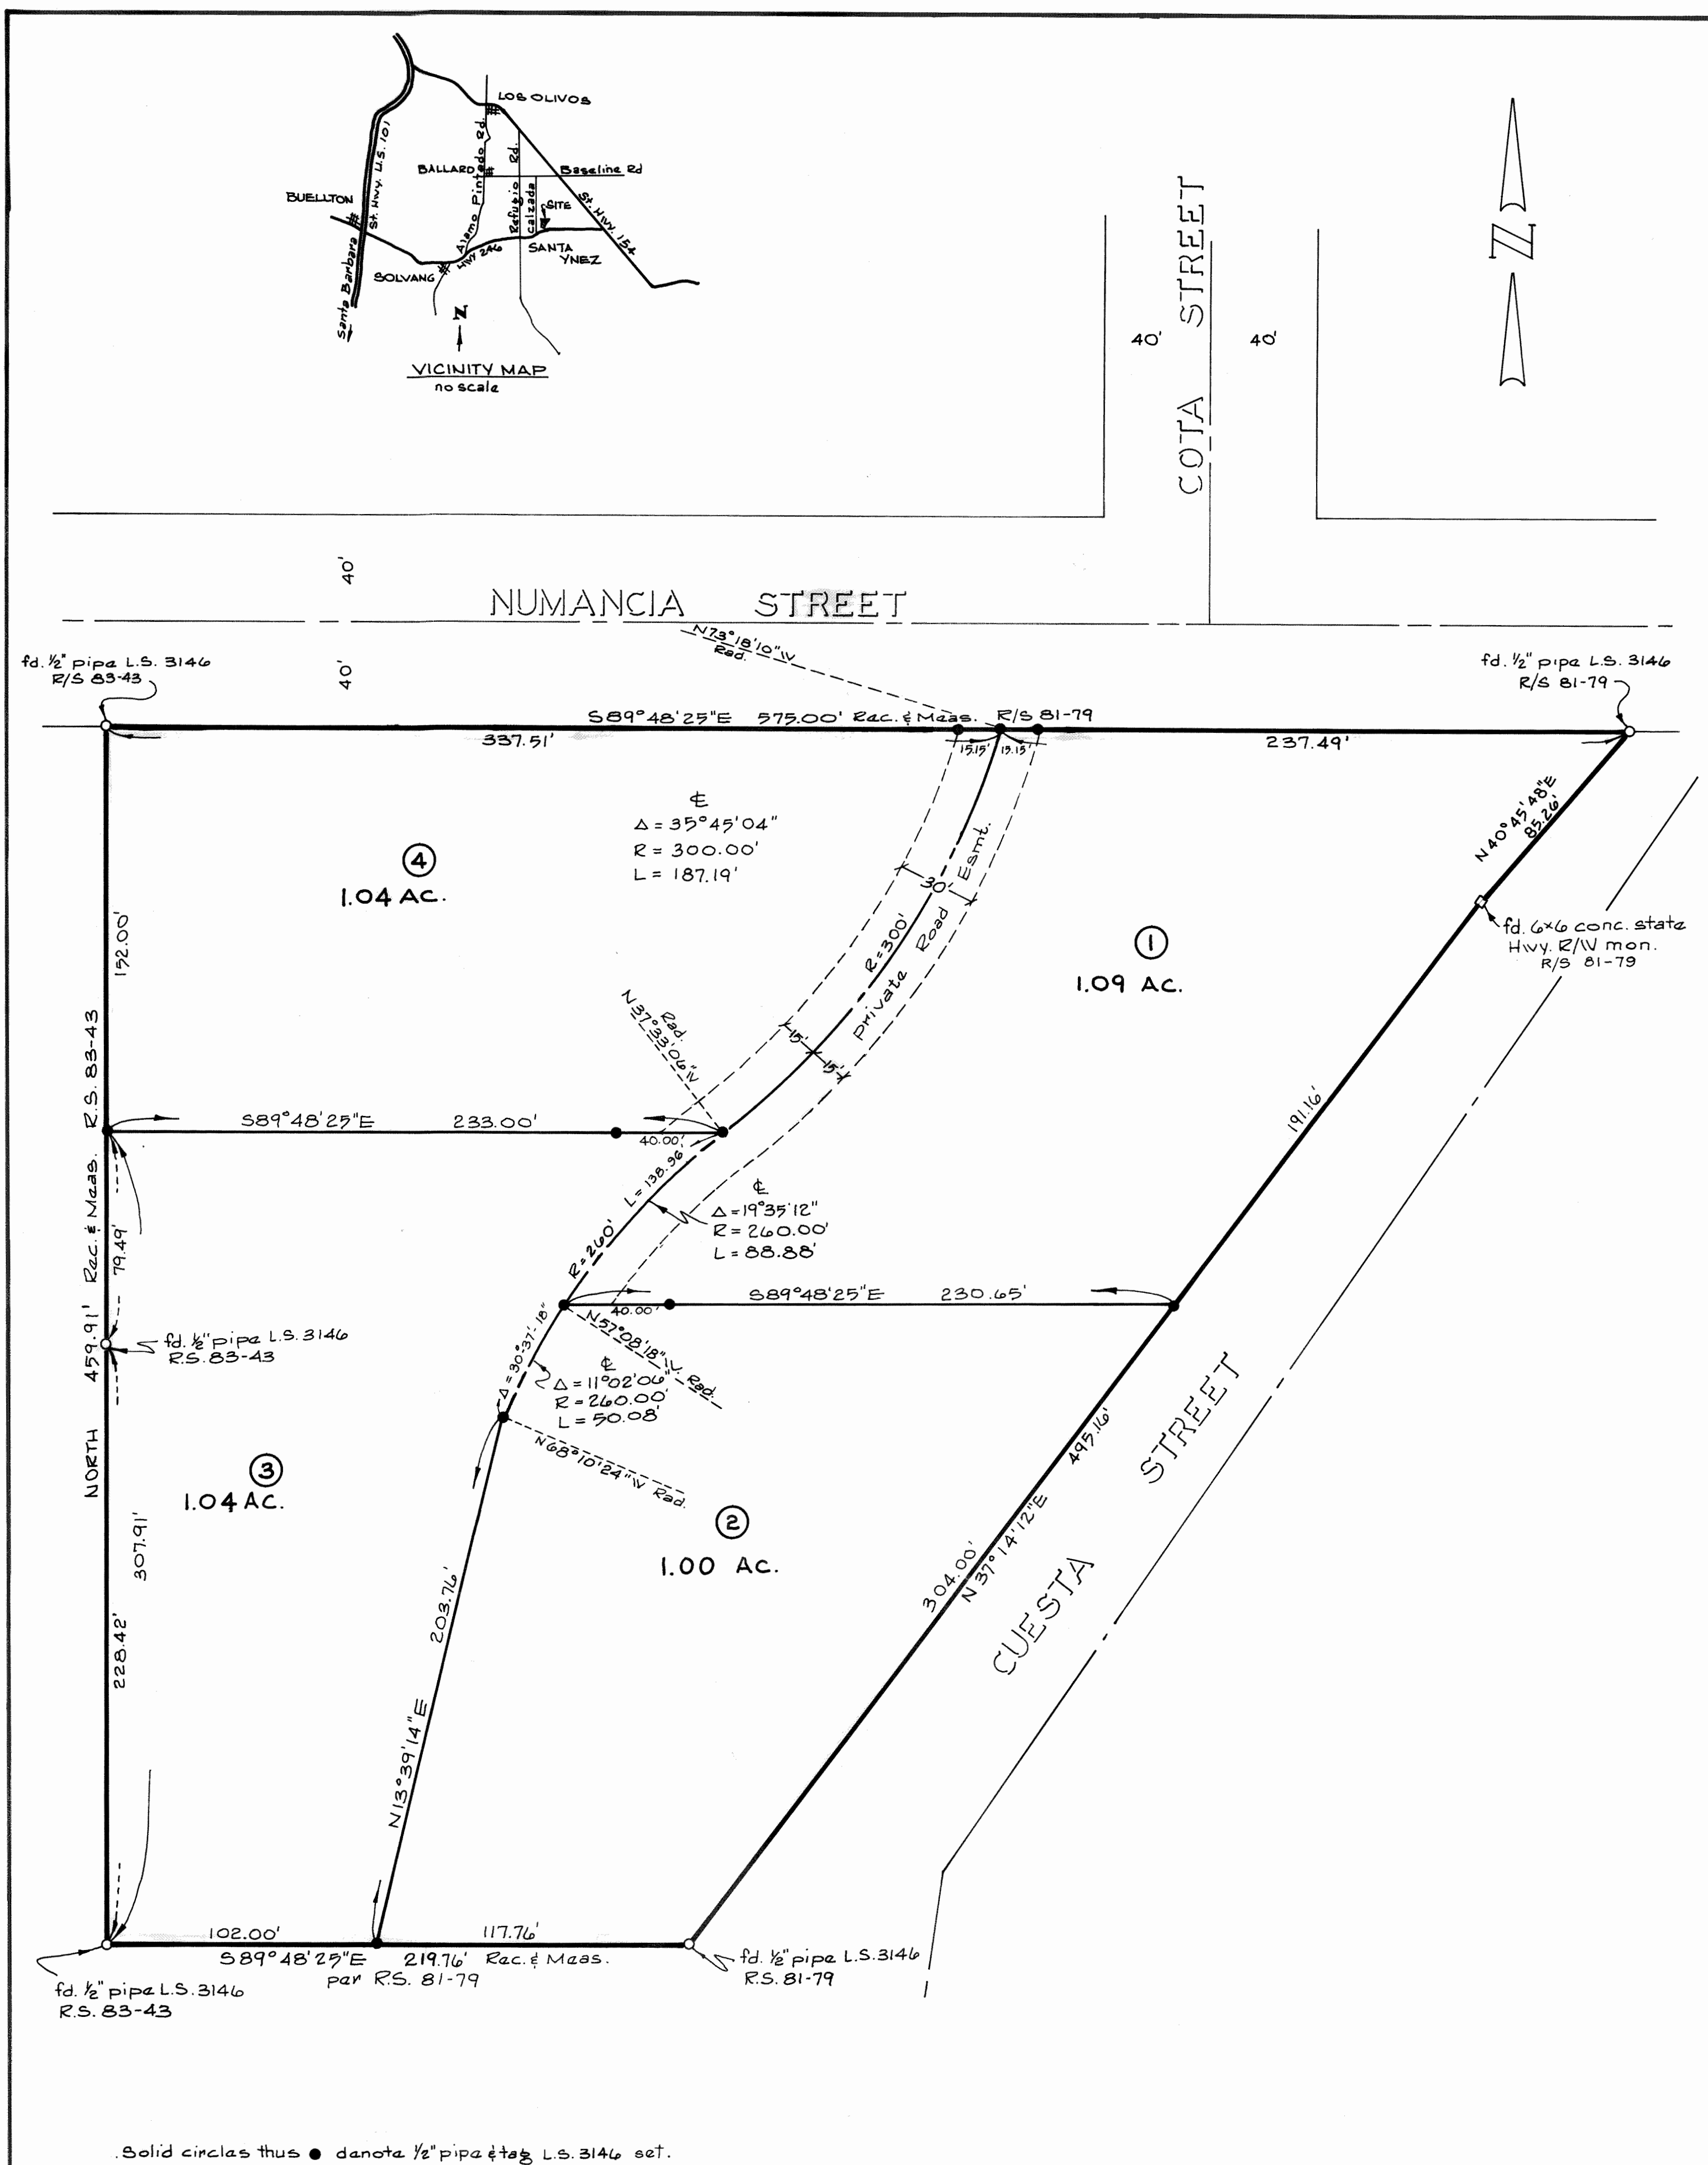 LOS OLIVOS
St. Hwy. U.S. 101
Alamo Pintado Rd.
Rd.
BALLARD
Baseline Rd
BUELLTON
Refugio
Calzada
SITE
St. Hwy. 154
Santa Barbara
SOLVANG
HWY 246
SANTA
YNEZ
N
VICINITY MAP
no scale
COTA STREET
40'
40'
N
40'
NUMANCIA STREET
40'
N73°18'10"W
Rad.
fd. 1/2" pipe L.S. 3146
R/S 83-43
fd. 1/2" pipe L.S. 3146
R/S 81-79
S89°48'25"E 575.00' Rec. & Meas. R/S 81-79
337.51'
15.15'
15.15'
237.49'
N40°45'48"E
85.26'
℄
Δ = 35°45'04"
R = 300.00'
L = 187.19'
4
1.04 AC.
30'
R=300'
Private Road Esmt.
1
1.09 AC.
fd. 6x6 conc. state
Hwy. R/W mon.
R/S 81-79
152.00'
15'
15'
Rad.
N37°33'06"W
S89°48'25"E 233.00'
40.00'
191.16'
NORTH 459.91' Rec. & Meas. R.S. 83-43
79.49'
L=138.96
R=260'
Δ=30°-37'-18"
℄
Δ=19°35'12"
R=260.00'
L=88.88'
S89°48'25"E 230.65'
40.00'
fd. 1/2" pipe L.S. 3146
R.S. 83-43
N57°08'18"W. Rad.
℄
Δ=11°02'06"
R=260.00'
L=50.08'
N68°10'24"W Rad.
3
1.04 AC.
2
1.00 AC.
495.16'
304.00'
N37°14'12"E
CUESTA STREET
307.91'
228.42'
203.76'
N13°39'14"E
102.00'
117.76'
S89°48'25"E 219.76' Rec. & Meas.
per R.S. 81-79
fd. 1/2" pipe L.S. 3146
R.S. 81-79
fd. 1/2" pipe L.S. 3146
R.S. 83-43
Solid circles thus ● denote 1/2" pipe & tag L.S. 3146 set.